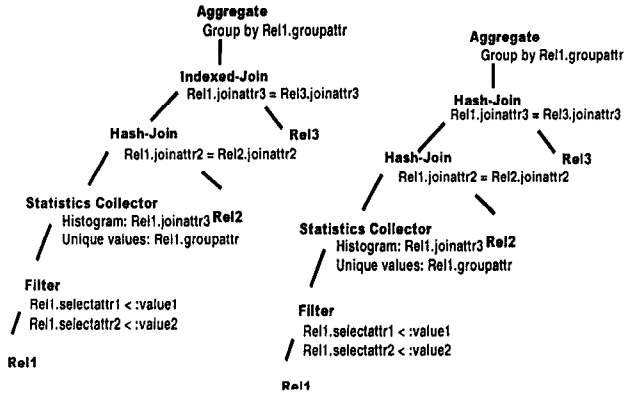 Aggregate
Group by Rel1.groupattr
Indexed-Join
Rel1.joinattr3 = Rel3.joinattr3
Hash-Join
Rel3
Rel1.joinattr2 = Rel2.joinattr2
Statistics Collector
Histogram: Rel1.joinattr3 Rel2
Unique values: Rel1.groupattr
Filter
Rel1.selectattr1 < :value1
Rel1.selectattr2 < :value2
Rel1
Aggregate
Group by Rel1.groupattr
Hash-Join
Rel1.joinattr3 = Rel3.joinattr3
Hash-Join
Rel3
Rel1.joinattr2 = Rel2.joinattr2
Statistics Collector
Histogram: Rel1.joinattr3 Rel2
Unique values: Rel1.groupattr
Filter
Rel1.selectattr1 < :value1
Rel1.selectattr2 < :value2
Rel1